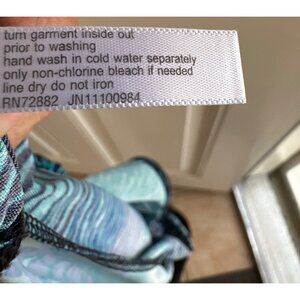 turn garment inside out
prior to washing
hand wash in cold water separately
only non-chlorine bleach if needed
line dry do not iron
RN72882 JN11100984